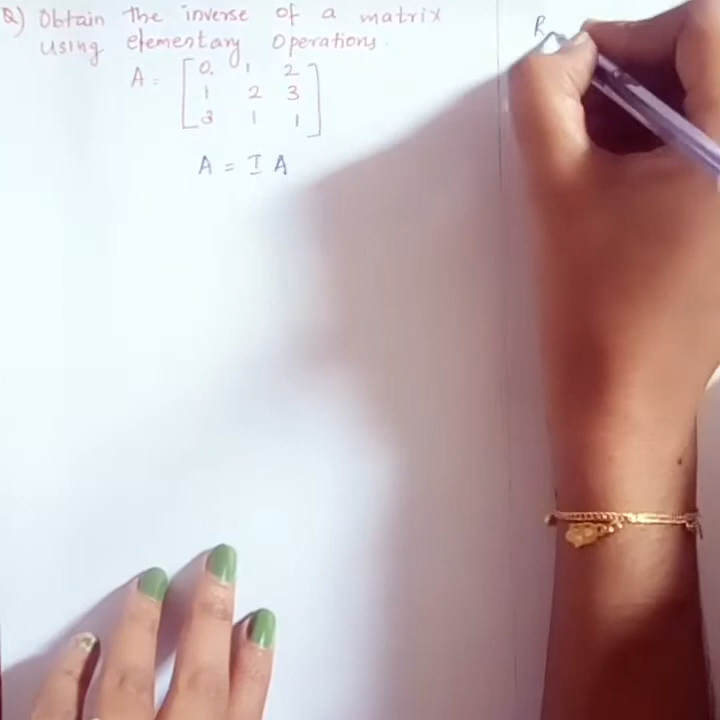 Q) Obtain The inverse of a matrix
using elementary operations.
A = [0. 1 2
1 2 3
3 1 1]
A = I A
R